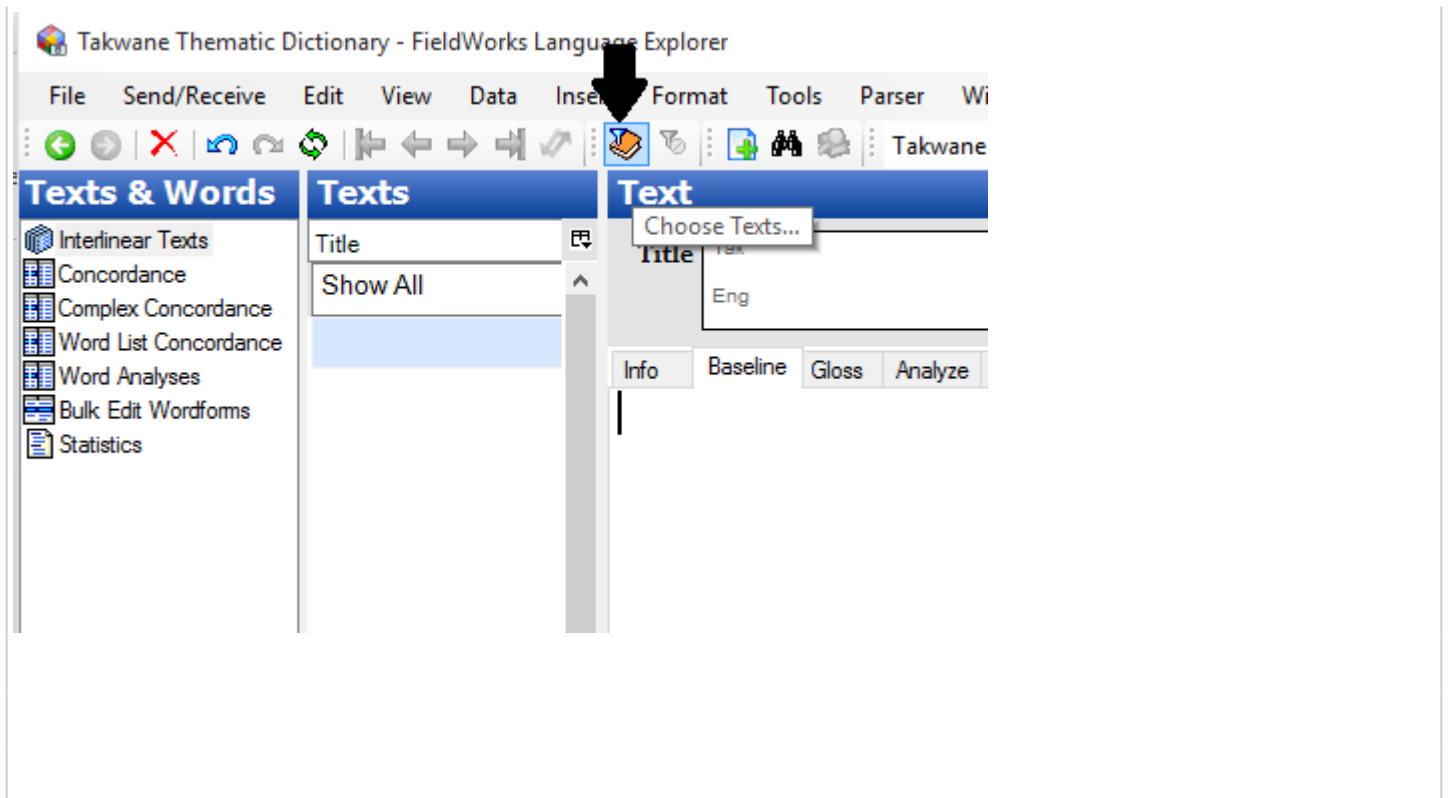 Takwane Thematic Dictionary - FieldWorks Language Explorer
File Send/Receive Edit View Data Format Tools Parser
Takwane
Texts & Words
Interlinear Texts
Concordance
Complex Concordance
Word List Concordance
Word Analyses
Bulk Edit Wordforms
Statistics
Texts
Title
Show All
Text
Choose Texts...
Title
Eng
Info Baseline Gloss Analyze